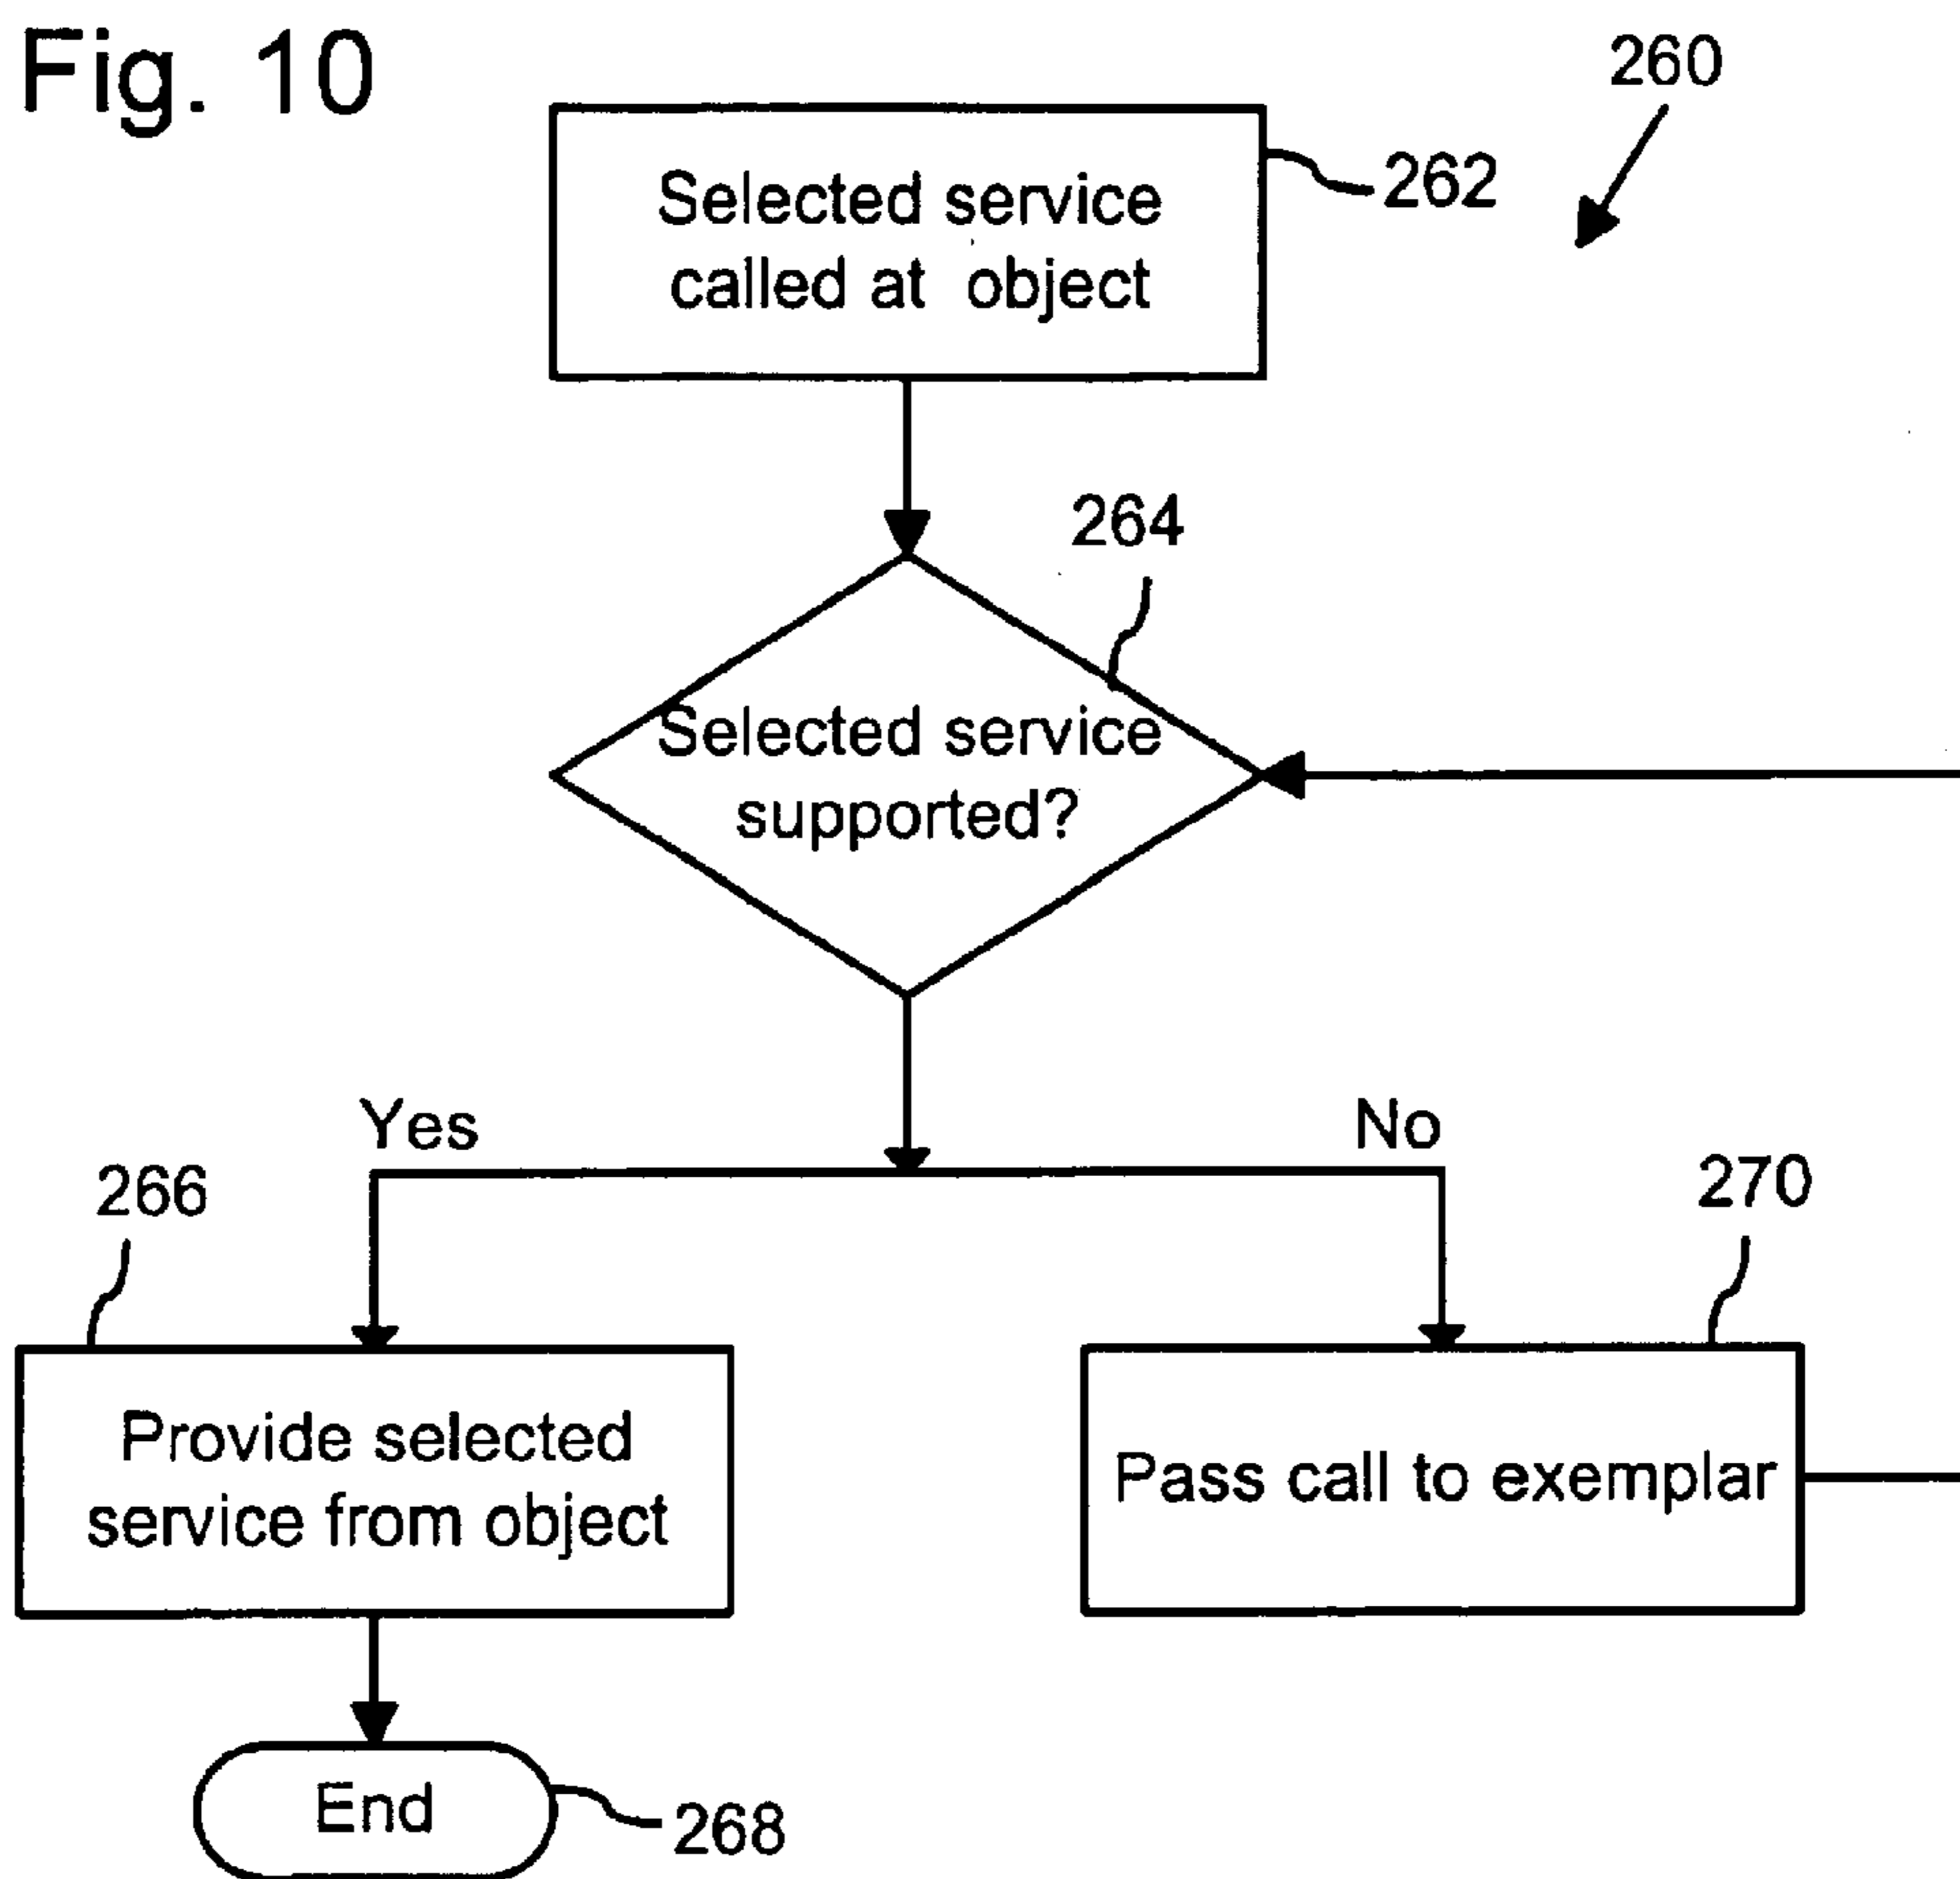 Fig. 10
260
Selected service
called at object
262
264
Selected service
supported?
Yes
No
266
270
Provide selected
service from object
Pass call to exemplar
End
268